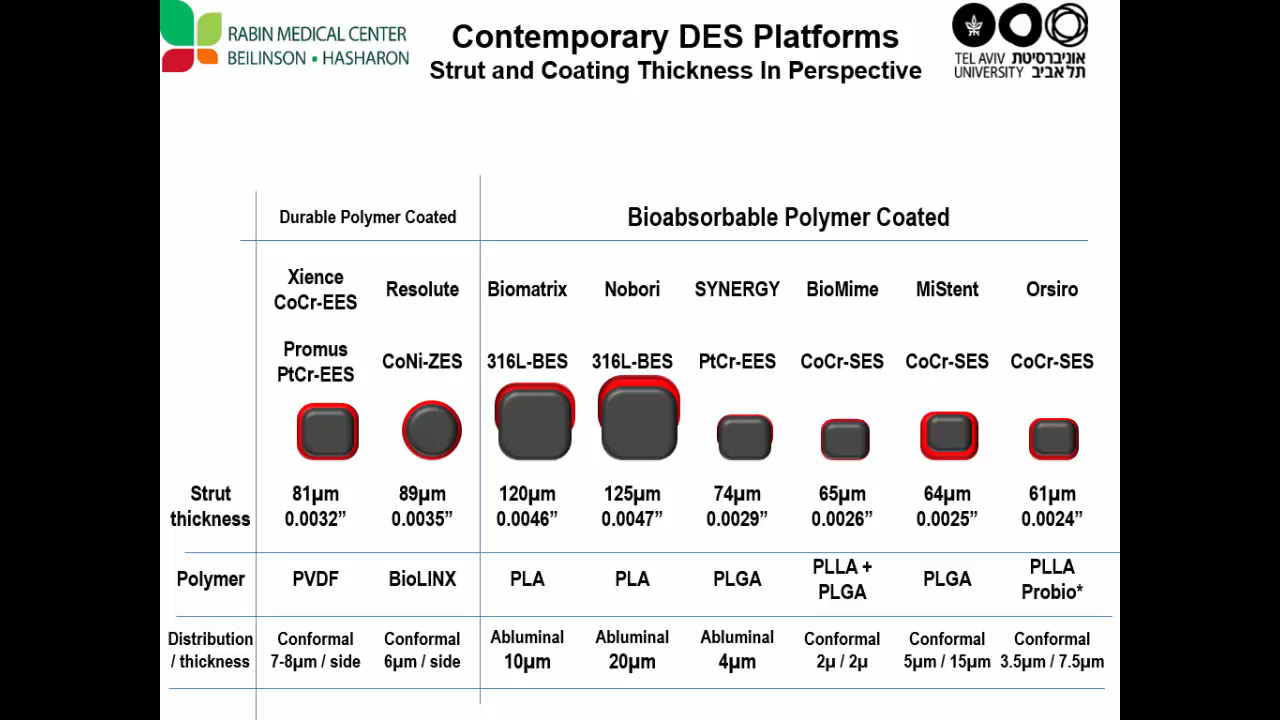 RABIN MEDICAL CENTER
BEILINSON • HASHARON
Contemporary DES Platforms
Strut and Coating Thickness In Perspective
TEL AVIV אוניברסיטת
UNIVERSITY תל אביב
Durable Polymer Coated
Bioabsorbable Polymer Coated
Xience
CoCr-EES
Resolute
Biomatrix
Nobori
SYNERGY
BioMime
MiStent
Orsiro
Promus
PtCr-EES
CoNi-ZES
316L-BES
316L-BES
PtCr-EES
CoCr-SES
CoCr-SES
CoCr-SES
Strut
thickness
81µm
0.0032”
89µm
0.0035”
120µm
0.0046”
125µm
0.0047”
74µm
0.0029”
65µm
0.0026”
64µm
0.0025”
61µm
0.0024”
Polymer
PVDF
BioLINX
PLA
PLA
PLGA
PLLA +
PLGA
PLGA
PLLA
Probio*
Distribution
/ thickness
Conformal
7-8µm / side
Conformal
6µm / side
Abluminal
10µm
Abluminal
20µm
Abluminal
4µm
Conformal
2µ / 2µ
Conformal
5µm / 15µm
Conformal
3.5µm / 7.5µm